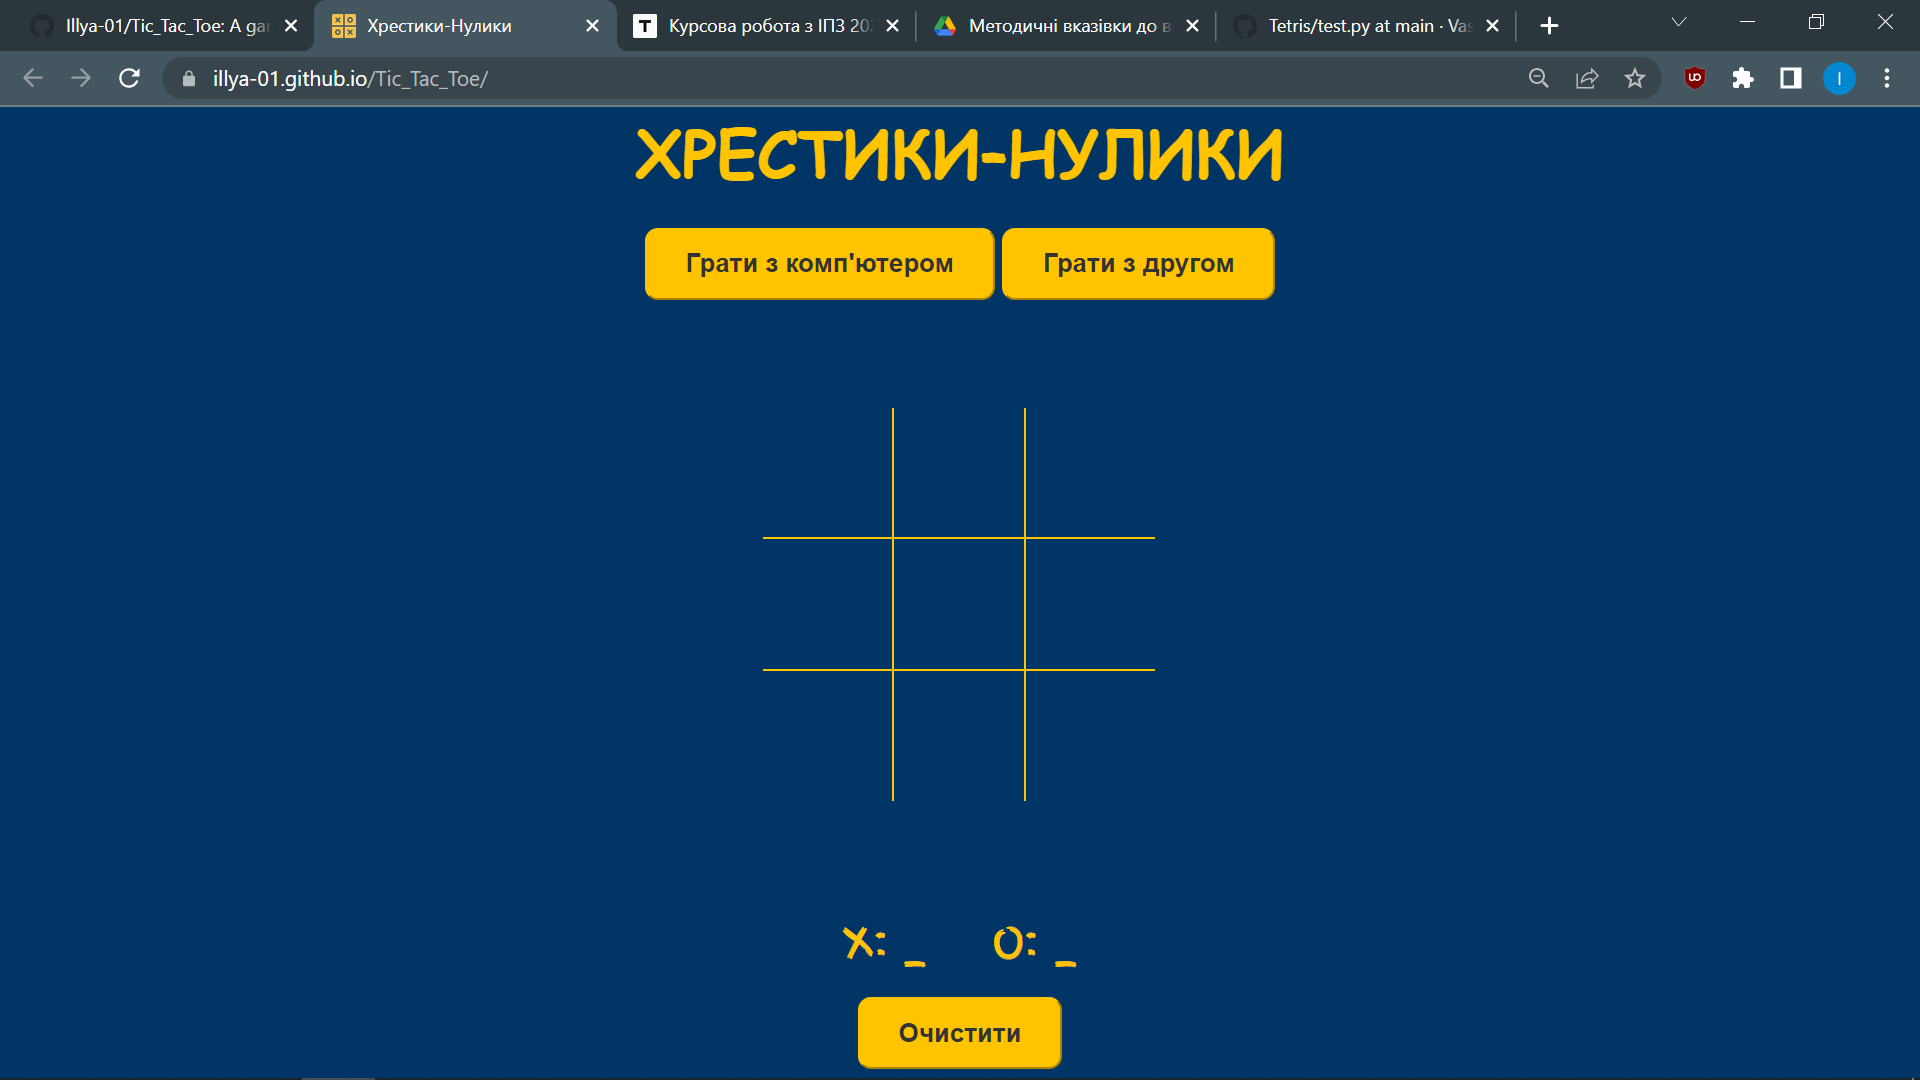 Illya-01/Tic_Tac_Toe: A gar
Хрестики-Нулики
Курсова робота з ІПЗ 202
Методичні вказівки до в
Tetris/test.py at main · Vas
illya-01.github.io/Tic_Tac_Toe/
I
ХРЕСТИКИ-НУЛИКИ
Грати з комп'ютером
Грати з другом
X: _ O: _
Очистити